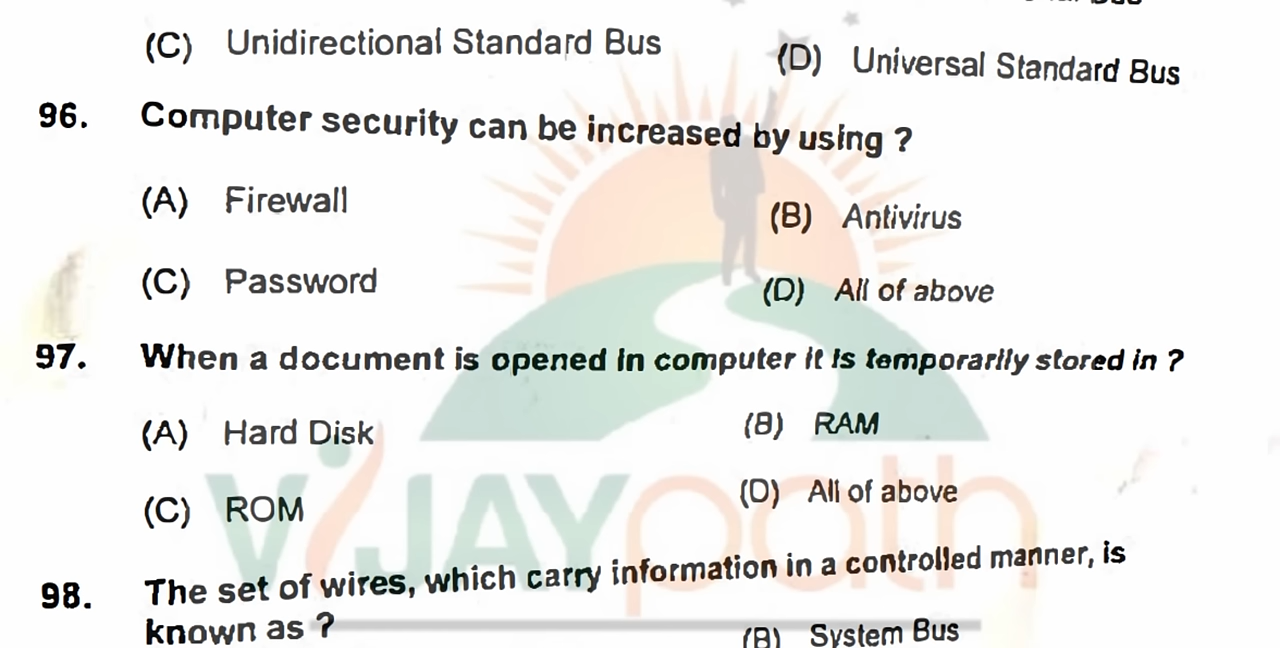 (C) Unidirectional Standard Bus (D) Universal Standard Bus
96. Computer security can be increased by using ?
(A) Firewall (B) Antivirus
(C) Password (D) All of above
97. When a document is opened in computer it is temporarily stored in ?
(A) Hard Disk (B) RAM
(C) ROM (D) All of above
98. The set of wires, which carry information in a controlled manner, is
known as ?
(B) System Bus
VIJAYpath